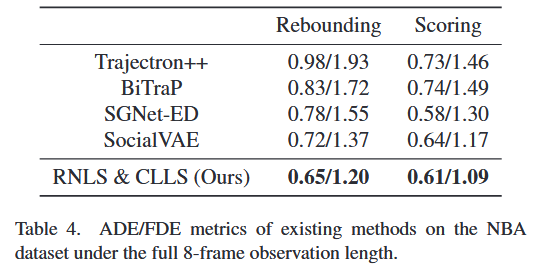 Rebounding Scoring
Trajectron++ 0.98/1.93 0.73/1.46
BiTraP 0.83/1.72 0.74/1.49
SGNet-ED 0.78/1.55 0.58/1.30
SocialVAE 0.72/1.37 0.64/1.17
RNLS & CLLS (Ours) 0.65/1.20 0.61/1.09
Table 4. ADE/FDE metrics of existing methods on the NBA
dataset under the full 8-frame observation length.